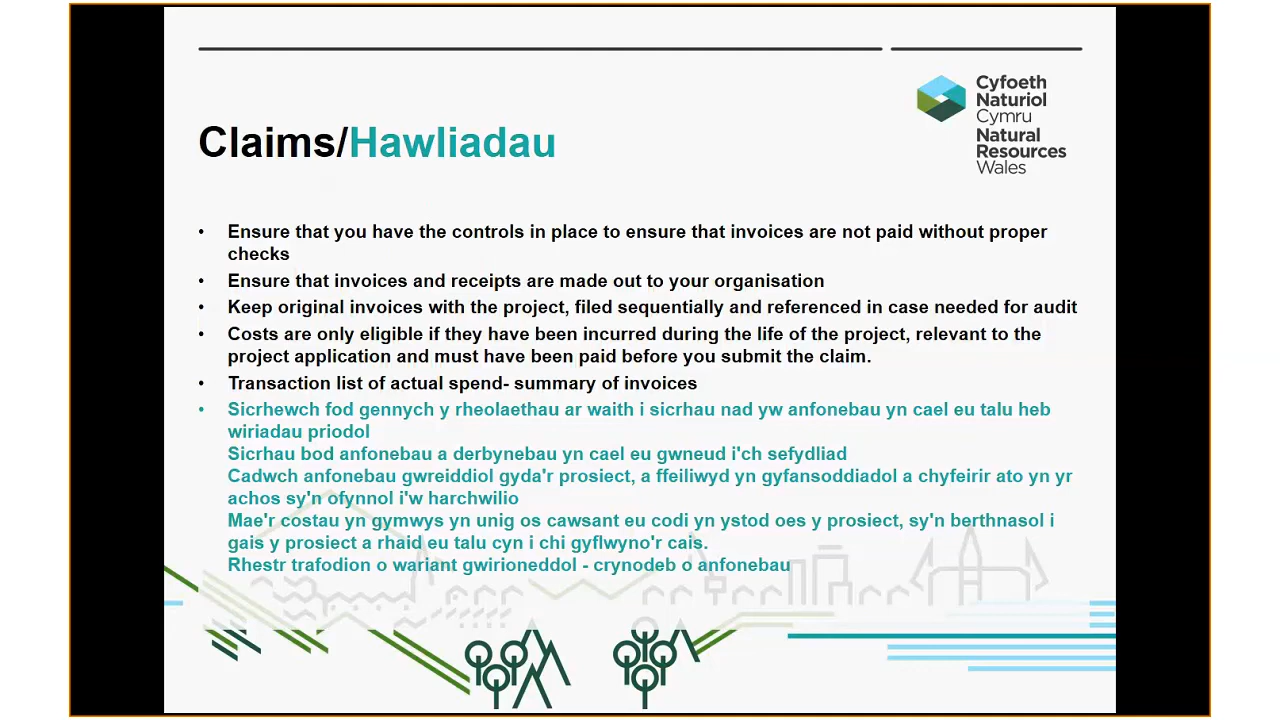 Cyfoeth
Naturiol
Cymru
Natural
Resources
Wales
Claims/Hawliadau
• Ensure that you have the controls in place to ensure that invoices are not paid without proper
checks
• Ensure that invoices and receipts are made out to your organisation
• Keep original invoices with the project, filed sequentially and referenced in case needed for audit
• Costs are only eligible if they have been incurred during the life of the project, relevant to the
project application and must have been paid before you submit the claim.
• Transaction list of actual spend- summary of invoices
• Sicrhewch fod gennych y rheolaethau ar waith i sicrhau nad yw anfonebau yn cael eu talu heb
wiriadau priodol
Sicrhau bod anfonebau a derbynebau yn cael eu gwneud i'ch sefydliad
Cadwch anfonebau gwreiddiol gyda'r prosiect, a ffeiliwyd yn gyfansoddiadol a chyfeirir ato yn yr
achos sy'n ofynnol i'w harchwilio
Mae'r costau yn gymwys yn unig os cawsant eu codi yn ystod oes y prosiect, sy'n berthnasol i
gais y prosiect a rhaid eu talu cyn i chi gyflwyno'r cais.
Rhestr trafodion o wariant gwirioneddol - crynodeb o anfonebau